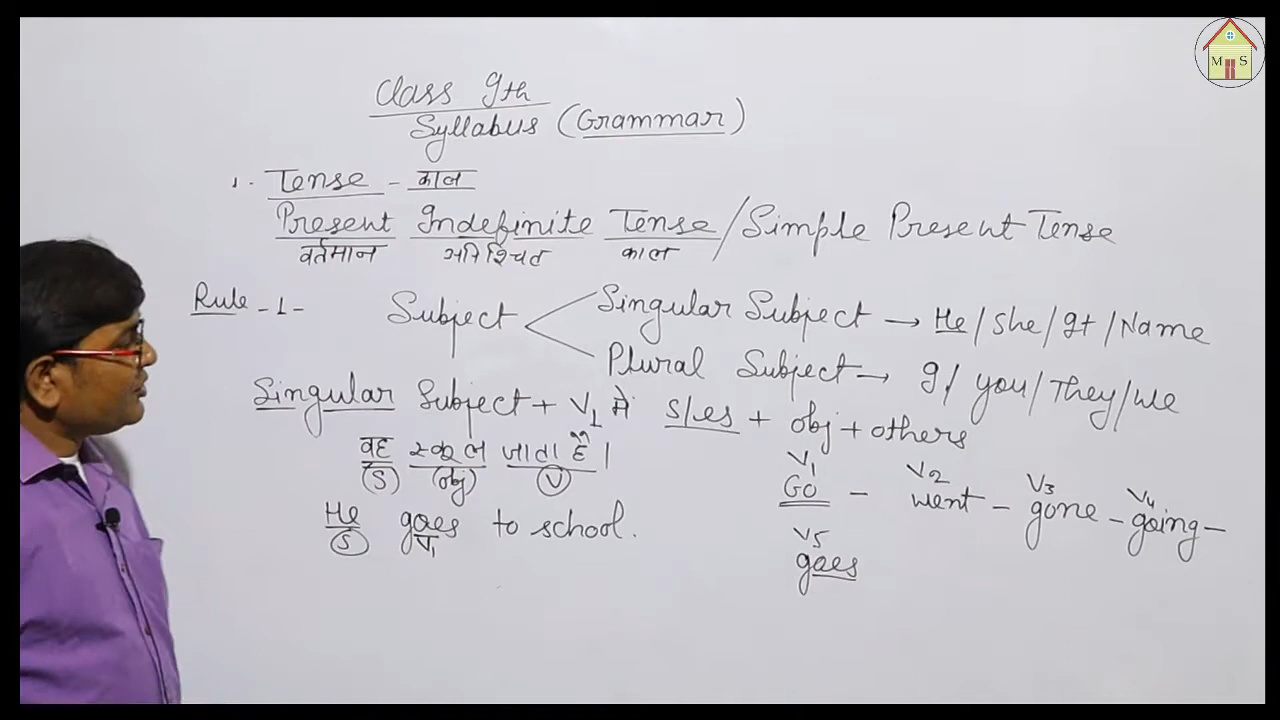 M S
Class 9th
Syllabus (Grammar)
1. Tense - काल
Present Indefinite Tense / Simple Present Tense
वर्तमान अनिश्चित काल
Rule - 1 - Subject
Singular Subject → He / She / It / Name
Plural Subject → I / you / They / We
Singular Subject + V1 में s/es + obj + others
वह स्कूल जाता है।
(S) (obj) (V)
He goes to school.
(S) V1
V1 V2 V3 V4
Go - went - gone - going -
V5
goes